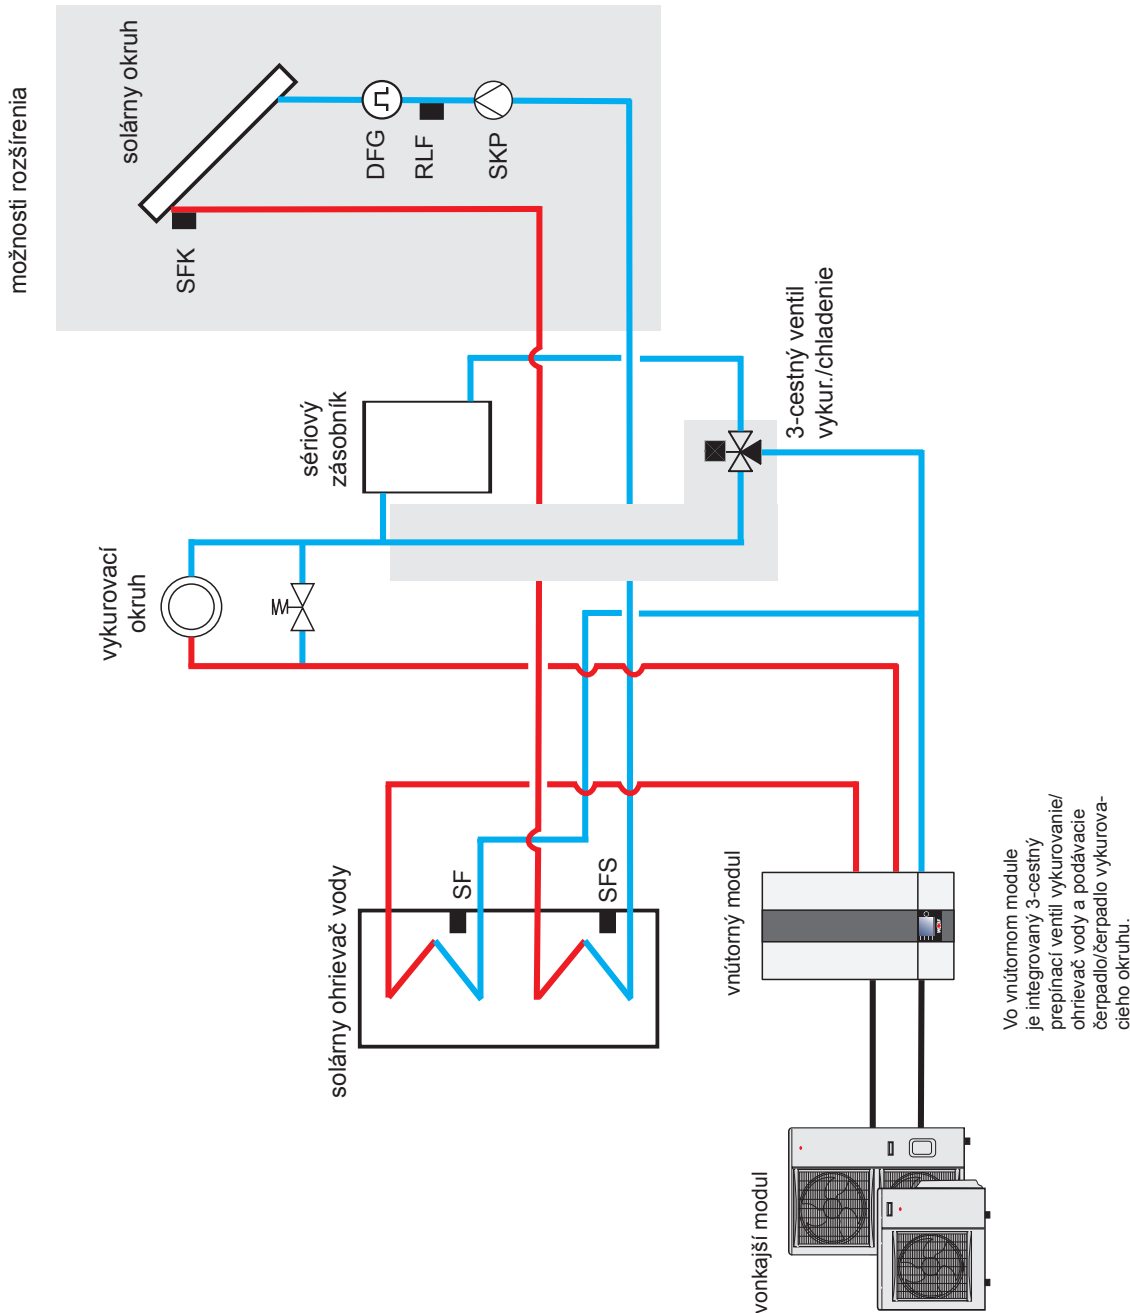 možnosti rozšírenia
solárny okruh
SFK
DFG
RLF
SKP
sériový
zásobník
3-cestný ventil
vykur./chladenie
vykurovací
okruh
solárny ohrievač vody
SF
SFS
vnútorný modul
WOLF
Vo vnútornom module
je integrovaný 3-cestný
prepínací ventil vykurovanie/
ohrievač vody a podávacie
čerpadlo/čerpadlo vykurova-
cieho okruhu.
vonkajší modul